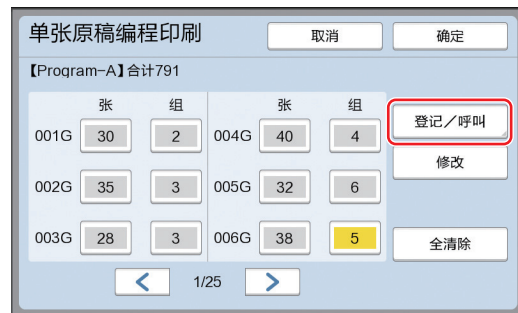 单张原稿编程印刷 取消 确定
【Program-A】合计791
张 组 张 组
登记／呼叫
001G 30 2 004G 40 4
修改
002G 35 3 005G 32 6
003G 28 3 006G 38 5
全清除
1/25